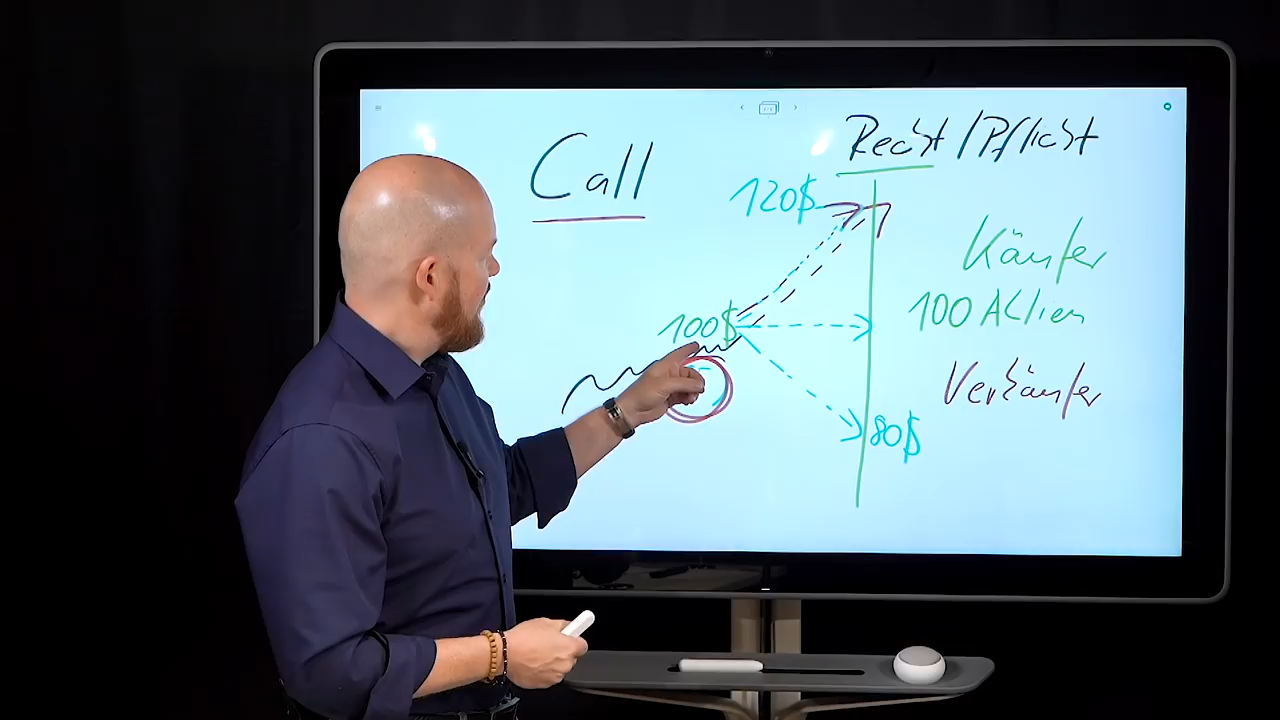 Call
Recht/Pflicht
120$
Käufer
100$
100 Aktien
Verkäufer
80$